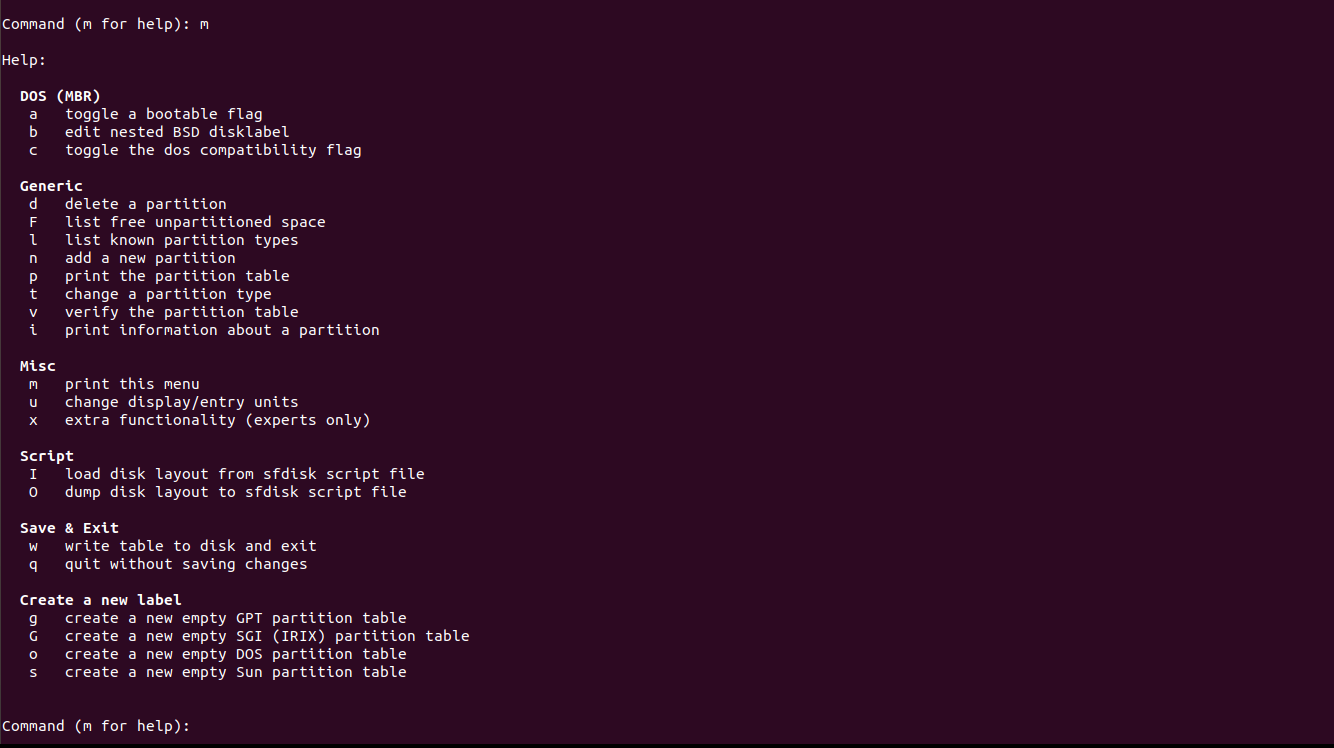 Command (m for help): m
Help:
DOS (MBR)
a toggle a bootable flag
b edit nested BSD disklabel
c toggle the dos compatibility flag
Generic
d delete a partition
F list free unpartitioned space
l list known partition types
n add a new partition
p print the partition table
t change a partition type
v verify the partition table
i print information about a partition
Misc
m print this menu
u change display/entry units
x extra functionality (experts only)
Script
I load disk layout from sfdisk script file
O dump disk layout to sfdisk script file
Save & Exit
w write table to disk and exit
q quit without saving changes
Create a new label
g create a new empty GPT partition table
G create a new empty SGI (IRIX) partition table
o create a new empty DOS partition table
s create a new empty Sun partition table
Command (m for help):